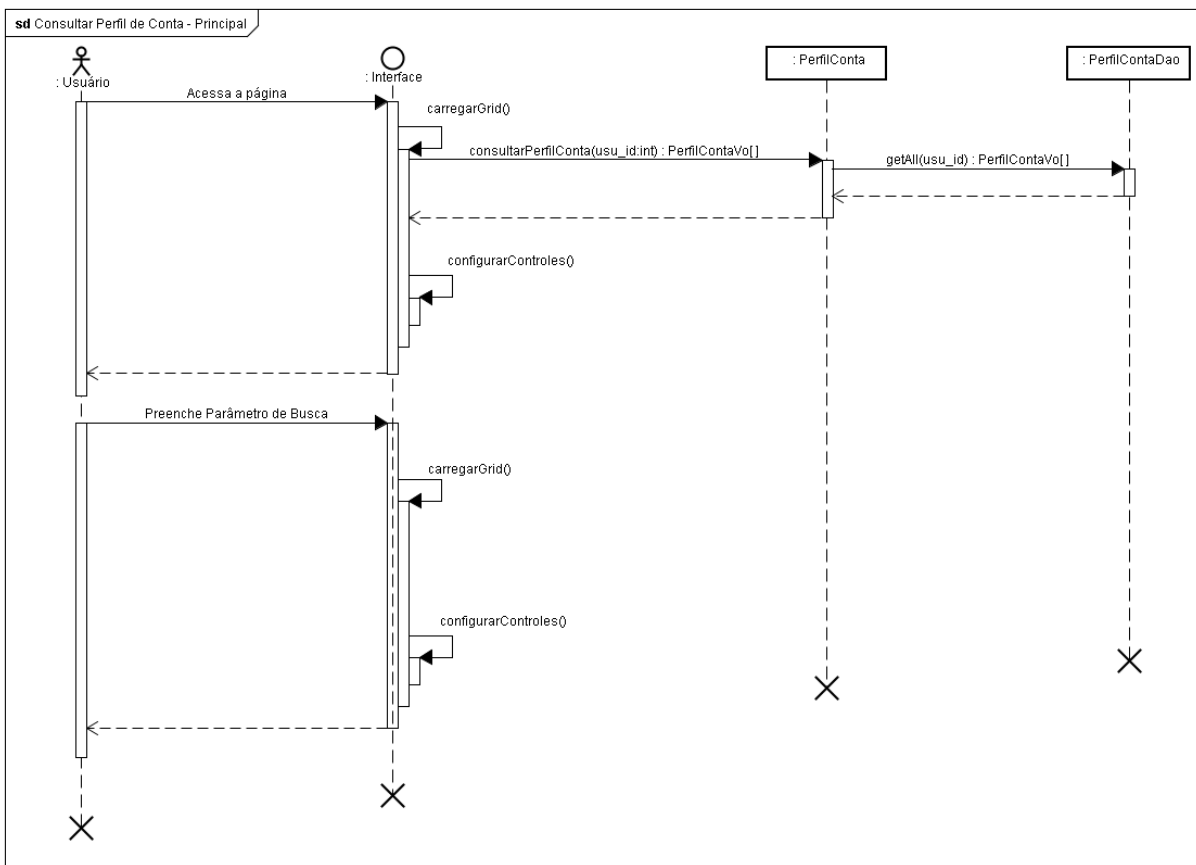 sd Consultar Perfil de Conta - Principal
: Usuário
: Interface
: PerfilConta
: PerfilContaDao
Acessa a página
carregarGrid()
consultarPerfilConta(usu_id:int) : PerfilContaVo[]
getAll(usu_id) : PerfilContaVo[]
configurarControles()
Preenche Parâmetro de Busca
carregarGrid()
configurarControles()